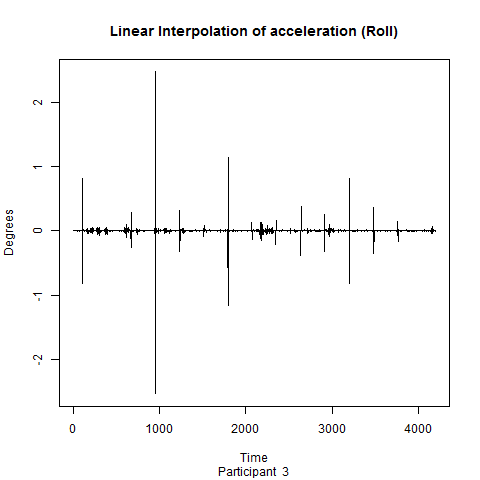 Linear Interpolation of acceleration (Roll)
Degrees
2
1
0
-1
-2
0 1000 2000 3000 4000
Time
Participant 3